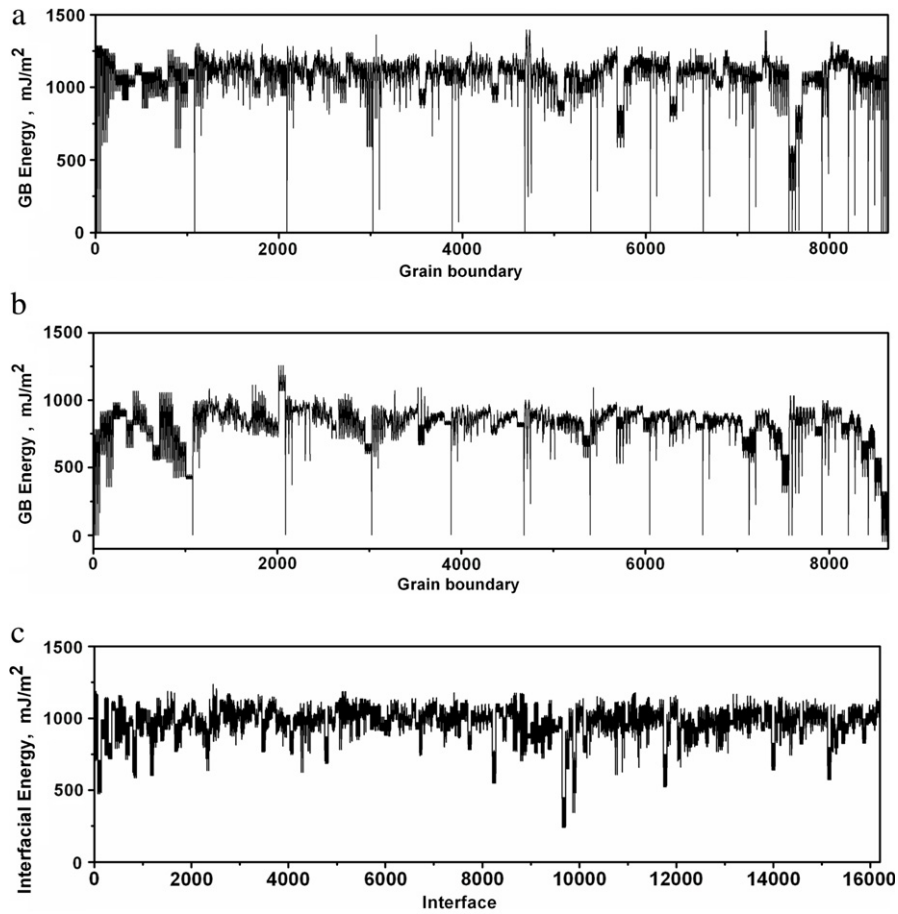 a
1500
1000
500
0
GB Energy , mJ/m2
0 2000 4000 6000 8000
Grain boundary
b
1500
1000
500
0
GB Energy , mJ/m2
0 2000 4000 6000 8000
Grain boundary
c
1500
1000
500
0
Interfacial Energy, mJ/m2
0 2000 4000 6000 8000 10000 12000 14000 16000
Interface